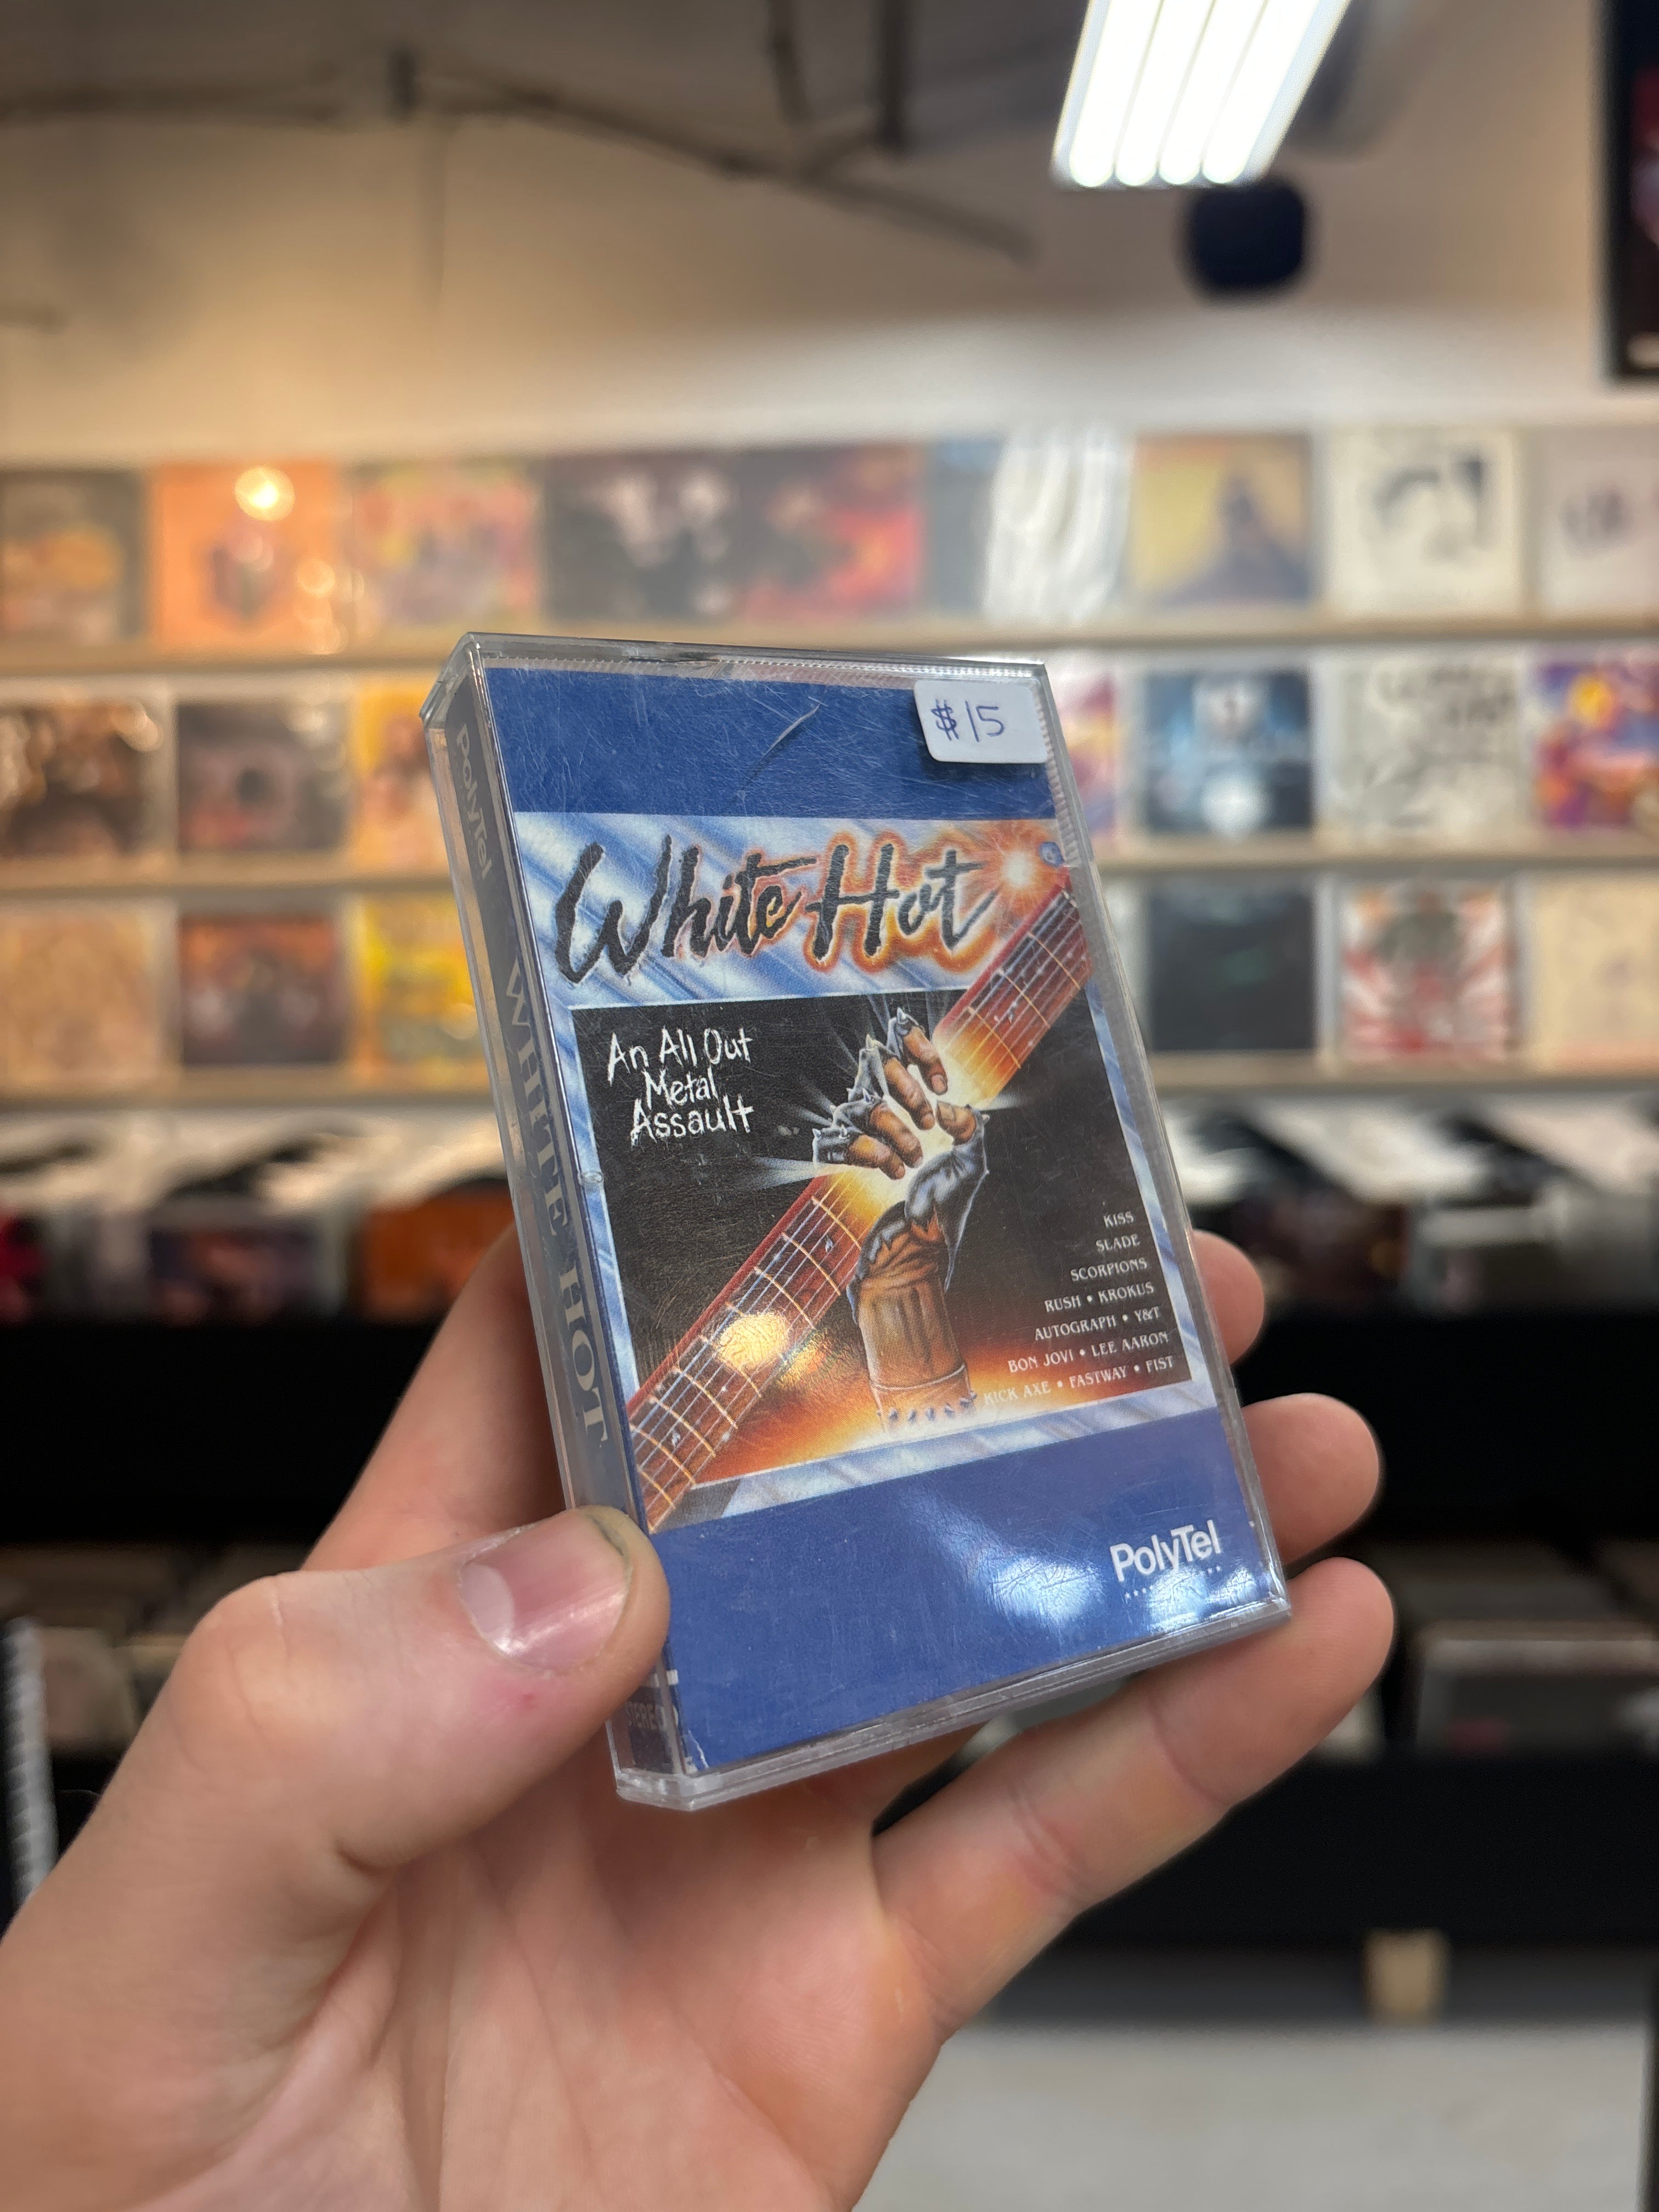 $15
White Hot
An All Out
Metal
Assault
KISS
SLADE
SCORPIONS
RUSH • KROKUS
AUTOGRAPH • Y&T
BON JOVI • LEE AARON
KICK AXE • FASTWAY • FIST
PolyTel
PolyTel
WHITE HOT